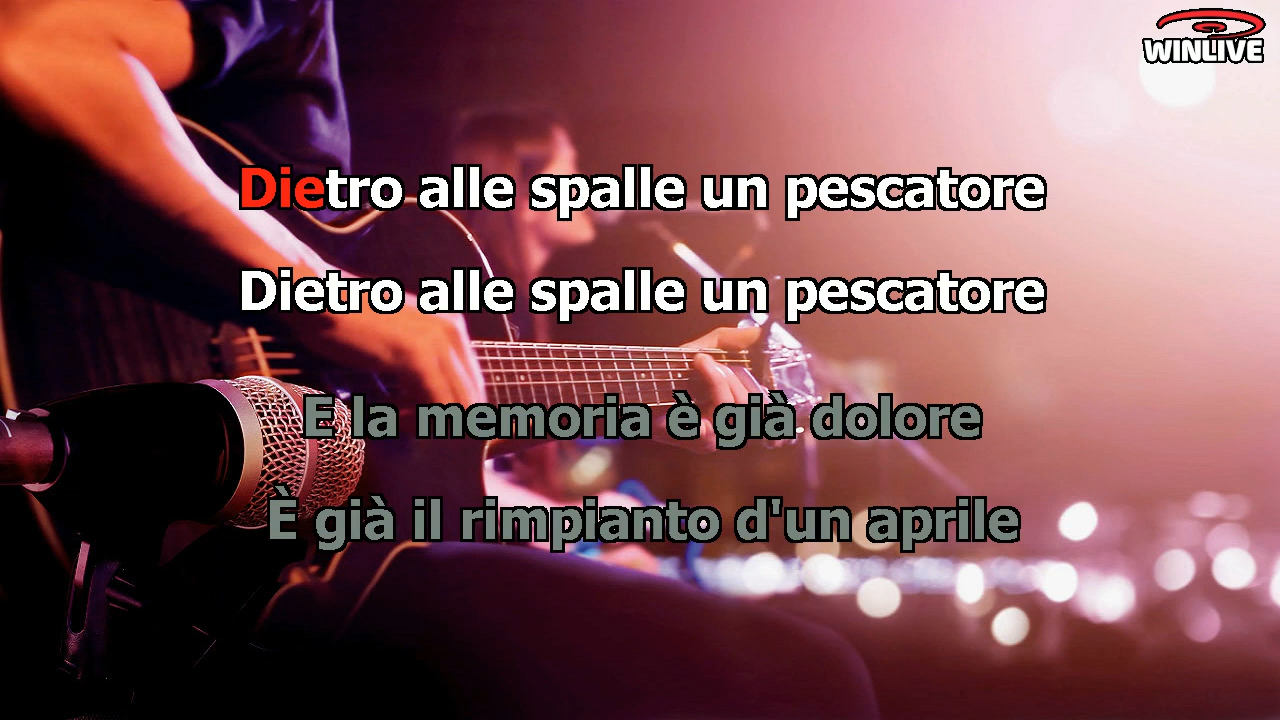 WINLIVE
Dietro alle spalle un pescatore
Dietro alle spalle un pescatore
E la memoria è già dolore
È già il rimpianto d'un aprile